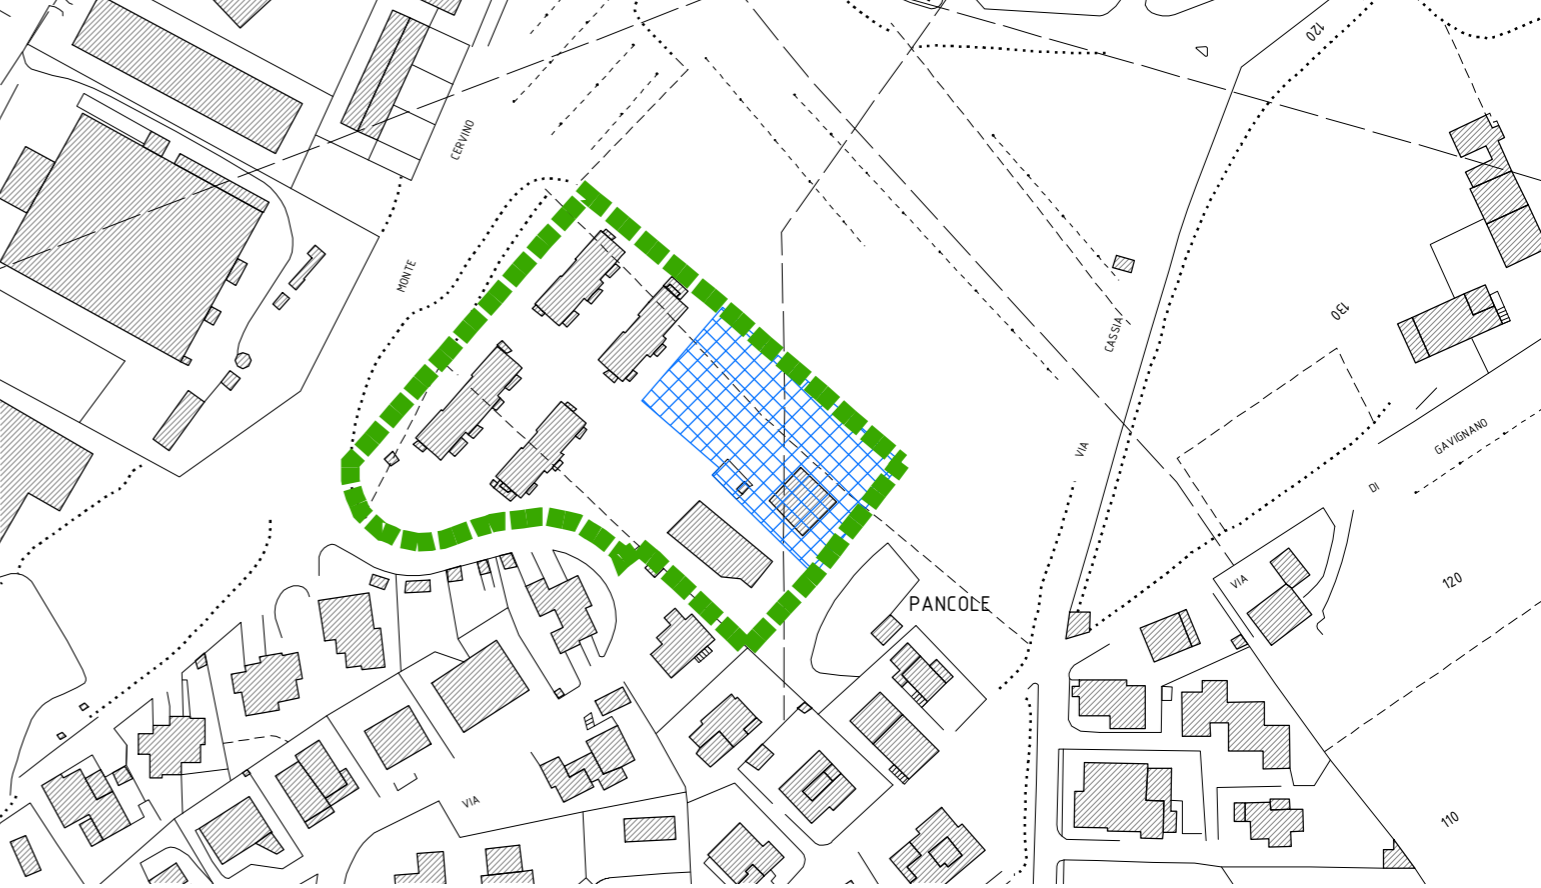 120
CERVINO
MONTE
130
CASSIA
VIA
GAVIGNANO
DI
120
VIA
PANCOLE
VIA
110